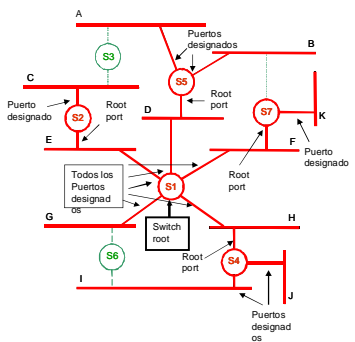 A
Puertos
designados
B
S3
C
S5
Puerto
designado
Root
port
Root
port
D
S2
S7
K
E
F
Puerto
designado
Todos los
Puertos
designad
os
S1
Root
port
G
Switch
root
H
S6
Root
port
S4
I
J
Puertos
designad
os